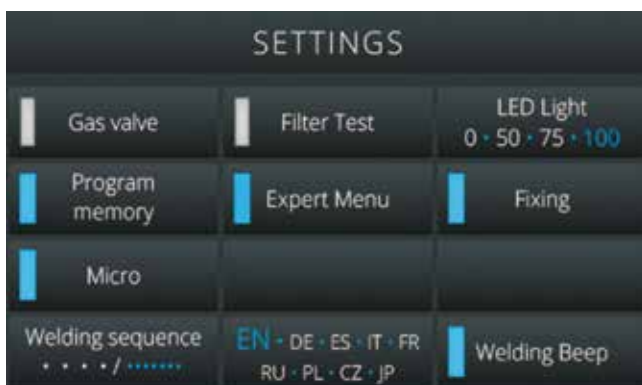 SETTINGS
Gas valve
Filter Test
LED Light
0 · 50 · 75 · 100
Program
memory
Expert Menu
Fixing
Micro
Welding sequence
· · · · / ·······
EN · DE · ES · IT · FR
RU · PL · CZ · JP
Welding Beep